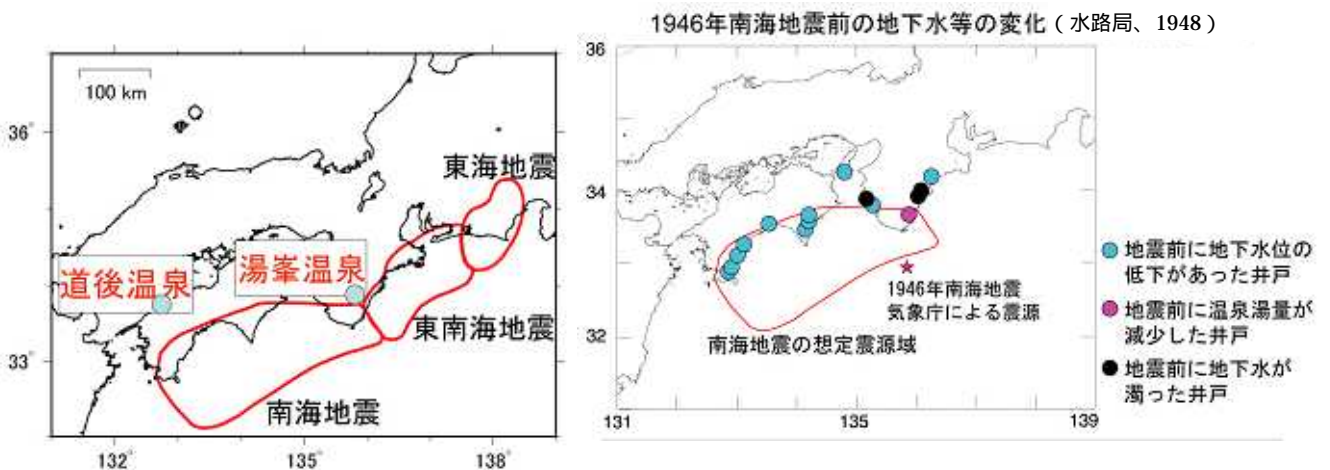 100 km
36°
33°
132°
135°
138°
東海地震
道後温泉
湯峯温泉
東南海地震
南海地震
1946年南海地震前の地下水等の変化(水路局、1948)
36
34
32
131
135
139
1946年南海地震
気象庁による震源
南海地震の想定震源域
地震前に地下水位の
低下があった井戸
地震前に温泉湯量が
減少した井戸
地震前に地下水が
濁った井戸